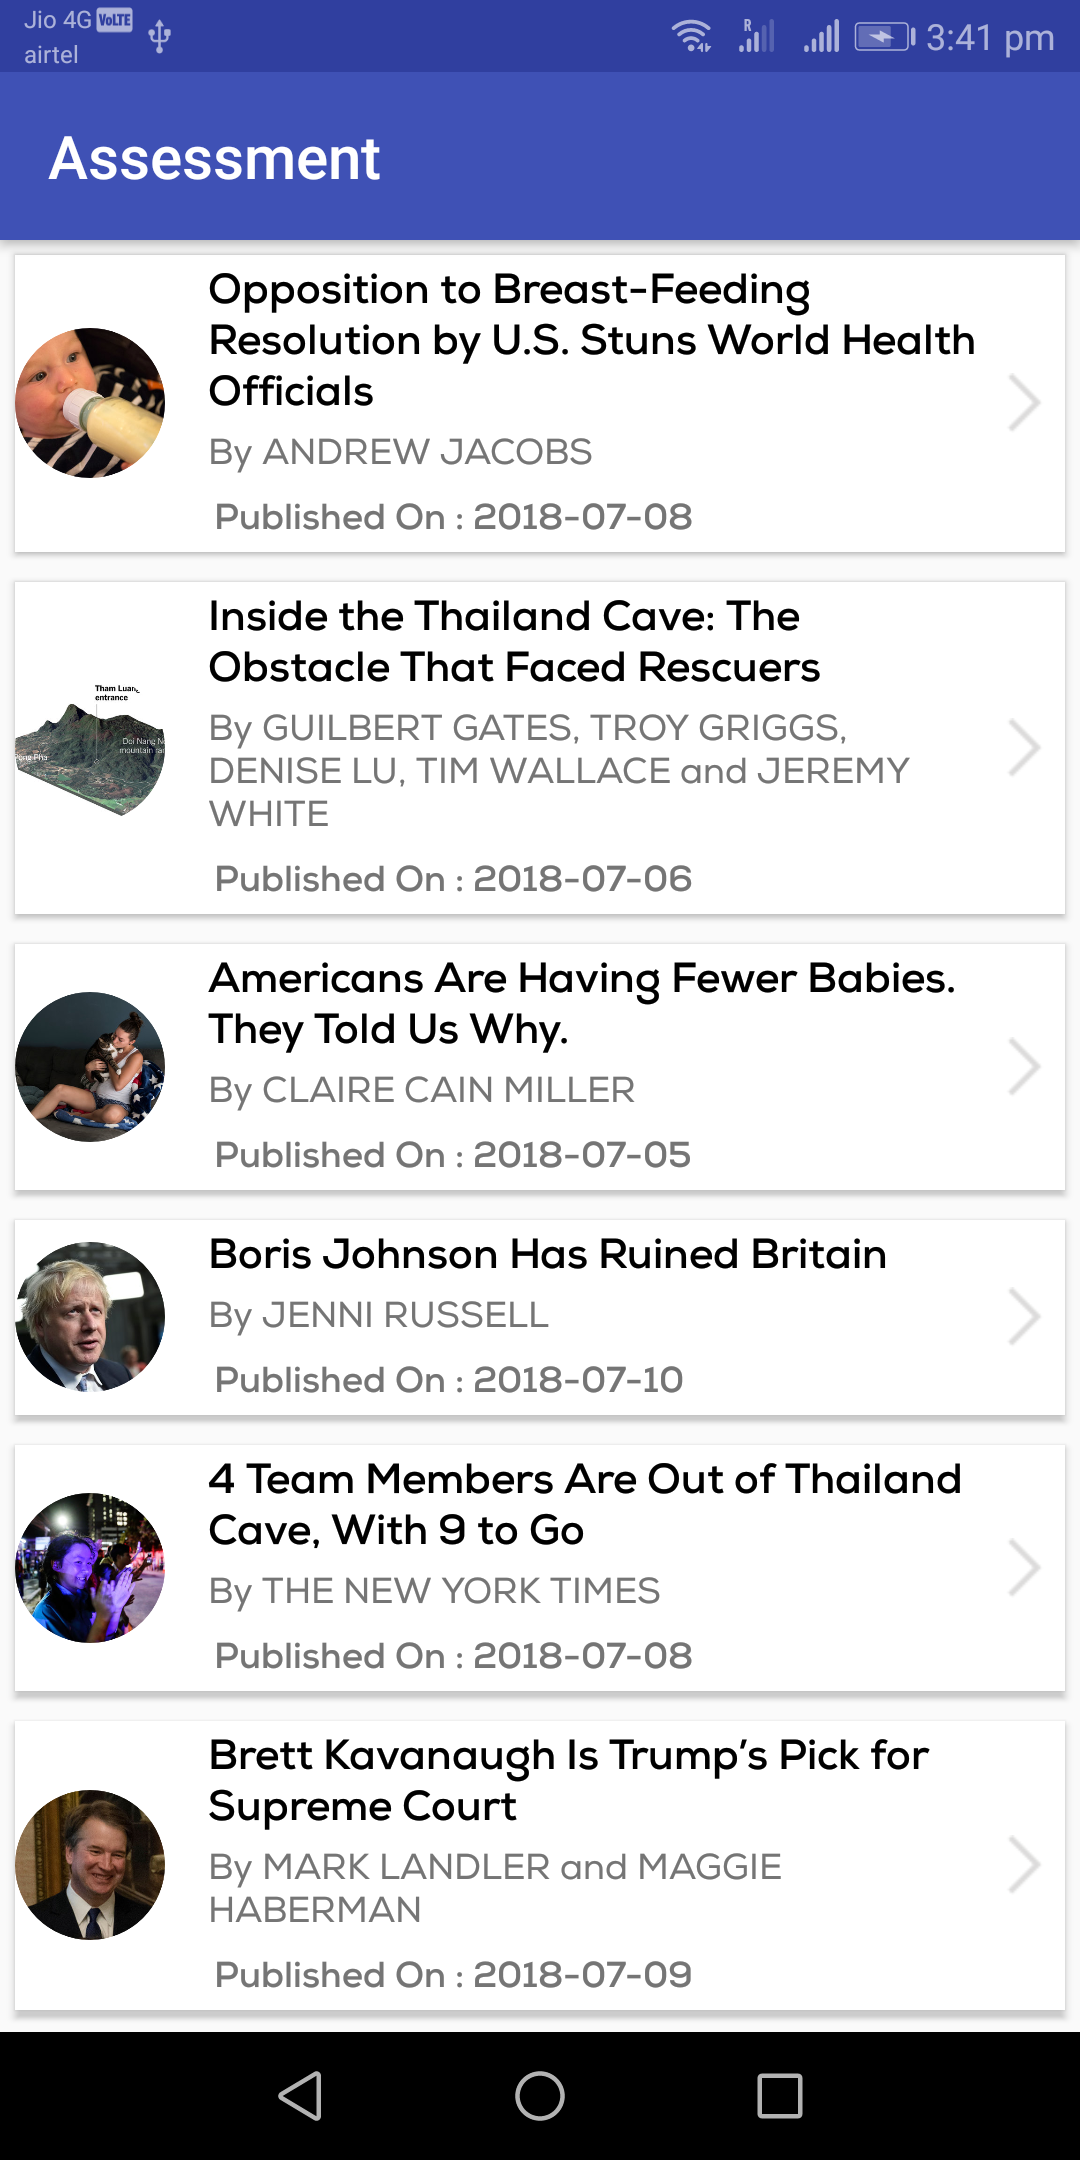 Jio 4G VoLTE
airtel
R
3:41 pm
Assessment
Opposition to Breast-Feeding
Resolution by U.S. Stuns World Health
Officials
By ANDREW JACOBS
Published On : 2018-07-08
Tham Luang
entrance
Doi Nang N
mountain ra
Pong Pha
Inside the Thailand Cave: The
Obstacle That Faced Rescuers
By GUILBERT GATES, TROY GRIGGS,
DENISE LU, TIM WALLACE and JEREMY
WHITE
Published On : 2018-07-06
Americans Are Having Fewer Babies.
They Told Us Why.
By CLAIRE CAIN MILLER
Published On : 2018-07-05
Boris Johnson Has Ruined Britain
By JENNI RUSSELL
Published On : 2018-07-10
4 Team Members Are Out of Thailand
Cave, With 9 to Go
By THE NEW YORK TIMES
Published On : 2018-07-08
Brett Kavanaugh Is Trump’s Pick for
Supreme Court
By MARK LANDLER and MAGGIE
HABERMAN
Published On : 2018-07-09